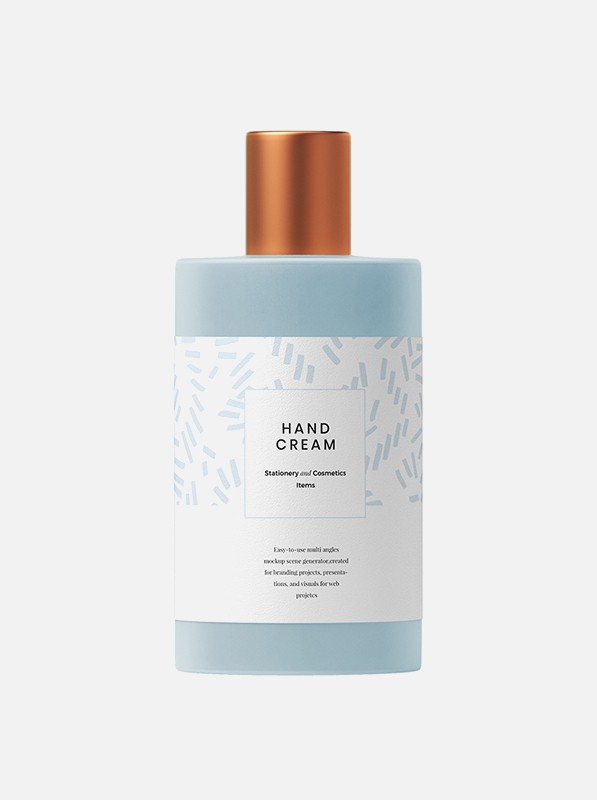 HAND
CREAM
Stationery and Cosmetics
Items
Easy-to-use multi angles
mockup scene generator,created
for branding projects, presenta-
tions, and visuals for web
projetcs